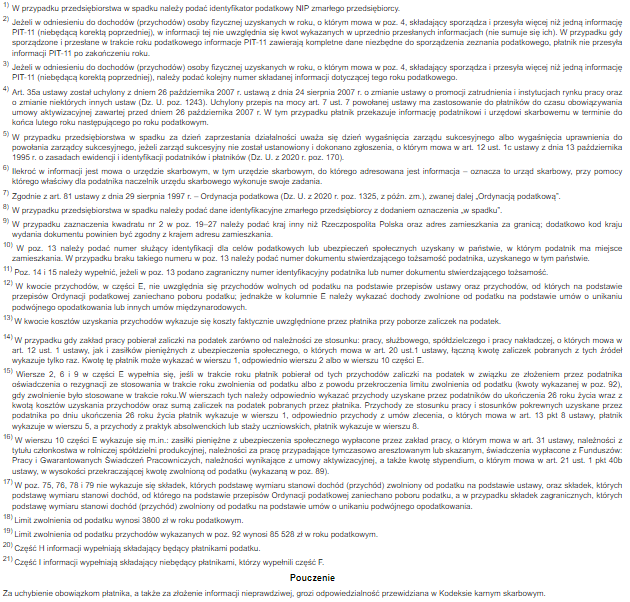 1) W przypadku przedsiębiorstwa w spadku należy podać identyfikator podatkowy NIP zmarłego przedsiębiorcy.
2) Jeżeli w odniesieniu do dochodów (przychodów) osoby fizycznej uzyskanych w roku, o którym mowa w poz. 4, składający sporządza i przesyła więcej niż jedną informację
PIT-11 (niebędącą korektą poprzedniej), w informacji tej nie uwzględnia się kwot wykazanych w uprzednio przesłanych informacjach (nie sumuje się ich). W przypadku gdy
sporządzone i przesłane w trakcie roku podatkowego informacje PIT-11 zawierają kompletne dane niezbędne do sporządzenia zeznania podatkowego, płatnik nie przesyła
informacji PIT-11 po zakończeniu roku.
3) Jeżeli w odniesieniu do dochodów (przychodów) osoby fizycznej uzyskanych w roku, o którym mowa w poz. 4, składający sporządza i przesyła więcej niż jedną informację
PIT-11 (niebędącą korektą poprzedniej), należy podać kolejny numer składanej informacji dotyczącej tego roku podatkowego.
4) Art. 35a ustawy został uchylony z dniem 26 października 2007 r. ustawą z dnia 24 sierpnia 2007 r. o zmianie ustawy o promocji zatrudnienia i instytucjach rynku pracy oraz
o zmianie niektórych innych ustaw (Dz. U. poz. 1243). Uchylony przepis na mocy art. 7 ust. 7 powołanej ustawy ma zastosowanie do płatników do czasu obowiązywania
umowy aktywizacyjnej zawartej przed dniem 26 października 2007 r. W tym przypadku płatnik przekazuje informację podatnikowi i urzędowi skarbowemu w terminie do
końca lutego roku następującego po roku podatkowym.
5) W przypadku przedsiębiorstwa w spadku za dzień zaprzestania działalności uważa się dzień wygaśnięcia zarządu sukcesyjnego albo wygaśnięcia uprawnienia do
powołania zarządcy sukcesyjnego, jeżeli zarząd sukcesyjny nie został ustanowiony i dokonano zgłoszenia, o którym mowa w art. 12 ust. 1c ustawy z dnia 13 października
1995 r. o zasadach ewidencji i identyfikacji podatników i płatników (Dz. U. z 2020 r. poz. 170).
6) Ilekroć w informacji jest mowa o urzędzie skarbowym, w tym urzędzie skarbowym, do którego adresowana jest informacja – oznacza to urząd skarbowy, przy pomocy
którego właściwy dla podatnika naczelnik urzędu skarbowego wykonuje swoje zadania.
7) Zgodnie z art. 81 ustawy z dnia 29 sierpnia 1997 r. – Ordynacja podatkowa (Dz. U. z 2020 r. poz. 1325, z późn. zm.), zwanej dalej „Ordynacją podatkową".
8) W przypadku przedsiębiorstwa w spadku należy podać dane identyfikacyjne zmarłego przedsiębiorcy z dodaniem oznaczenia „w spadku".
9) W przypadku zaznaczenia kwadratu nr 2 w poz. 19–27 należy podać kraj inny niż Rzeczpospolita Polska oraz adres zamieszkania za granicą; dodatkowo kod kraju
wydania dokumentu powinien być zgodny z krajem adresu zamieszkania.
10) W poz. 13 należy podać numer służący identyfikacji dla celów podatkowych lub ubezpieczeń społecznych uzyskany w państwie, w którym podatnik ma miejsce
zamieszkania. W przypadku braku takiego numeru w poz. 13 należy podać numer dokumentu stwierdzającego tożsamość podatnika, uzyskanego w tym państwie.
11) Poz. 14 i 15 należy wypełnić, jeżeli w poz. 13 podano zagraniczny numer identyfikacyjny podatnika lub numer dokumentu stwierdzającego tożsamość.
12) W kwocie przychodów, w części E, nie uwzględnia się przychodów wolnych od podatku na podstawie przepisów ustawy oraz przychodów, od których na podstawie
przepisów Ordynacji podatkowej zaniechano poboru podatku; jednakże w kolumnie E należy wykazać dochody zwolnione od podatku na podstawie umów o unikaniu
podwójnego opodatkowania lub innych umów międzynarodowych.
13) W kwocie kosztów uzyskania przychodów wykazuje się koszty faktycznie uwzględnione przez płatnika przy poborze zaliczek na podatek.
14) W przypadku gdy zakład pracy pobierał zaliczki na podatek zarówno od należności ze stosunku: pracy, służbowego, spółdzielczego i pracy nakładczej, o których mowa w
art. 12 ust. 1 ustawy, jak i zasiłków pieniężnych z ubezpieczenia społecznego, o których mowa w art. 20 ust.1 ustawy, łączną kwotę zaliczek pobranych z tych źródeł
wykazuje tylko raz. Kwotę tę płatnik może wykazać w wierszu 1, odpowiednio wierszu 2 albo w wierszu 10 części E.
15) Wiersze 2, 6 i 9 w części E wypełnia się, jeśli w trakcie roku płatnik pobierał od tych przychodów zaliczki na podatek w związku ze złożeniem przez podatnika
oświadczenia o rezygnacji ze stosowania w trakcie roku zwolnienia od podatku albo z powodu przekroczenia limitu zwolnienia od podatku (kwoty wykazanej w poz. 92),
gdy zwolnienie było stosowane w trakcie roku.W wierszach tych należy odpowiednio wykazać przychody uzyskane przez podatników do ukończenia 26 roku życia wraz z
kwotą kosztów uzyskania przychodów oraz sumą zaliczek na podatek pobranych przez płatnika. Przychody ze stosunku pracy i stosunków pokrewnych uzyskane przez
podatnika po dniu ukończenia 26 roku życia płatnik wykazuje w wierszu 1, odpowiednio przychody z umów zlecenia, o których mowa w art. 13 pkt 8 ustawy, płatnik
wykazuje w wierszu 5, a przychody z praktyk absolwenckich lub staży uczniowskich, płatnik wykazuje w wierszu 8.
16) W wierszu 10 części E wykazuje się m.in.: zasiłki pieniężne z ubezpieczenia społecznego wypłacone przez zakład pracy, o którym mowa w art. 31 ustawy, należności z
tytułu członkostwa w rolniczej spółdzielni produkcyjnej, należności za pracę przypadające tymczasowo aresztowanym lub skazanym, świadczenia wypłacone z Funduszów:
Pracy i Gwarantowanych Świadczeń Pracowniczych, należności wynikające z umowy aktywizacyjnej, a także kwotę stypendium, o którym mowa w art. 21 ust. 1 pkt 40b
ustawy, w wysokości przekraczającej kwotę zwolnioną od podatku (wykazaną w poz. 89).
17) W poz. 75, 76, 78 i 79 nie wykazuje się składek, których podstawę wymiaru stanowi dochód (przychód) zwolniony od podatku na podstawie ustawy, oraz składek, których
podstawę wymiaru stanowi dochód, od którego na podstawie przepisów Ordynacji podatkowej zaniechano poboru podatku, a w przypadku składek zagranicznych, których
podstawę wymiaru stanowi dochód (przychód) zwolniony od podatku na podstawie umów o unikaniu podwójnego opodatkowania.
18) Limit zwolnienia od podatku wynosi 3800 zł w roku podatkowym.
19) Limit zwolnienia od podatku przychodów wykazanych w poz. 92 wynosi 85 528 zł w roku podatkowym.
20) Część H informacji wypełniają składający będący płatnikami podatku.
21) Część I informacji wypełniają składający niebędący płatnikami, którzy wypełnili część F.
Pouczenie
Za uchybienie obowiązkom płatnika, a także za złożenie informacji nieprawdziwej, grozi odpowiedzialność przewidziana w Kodeksie karnym skarbowym.